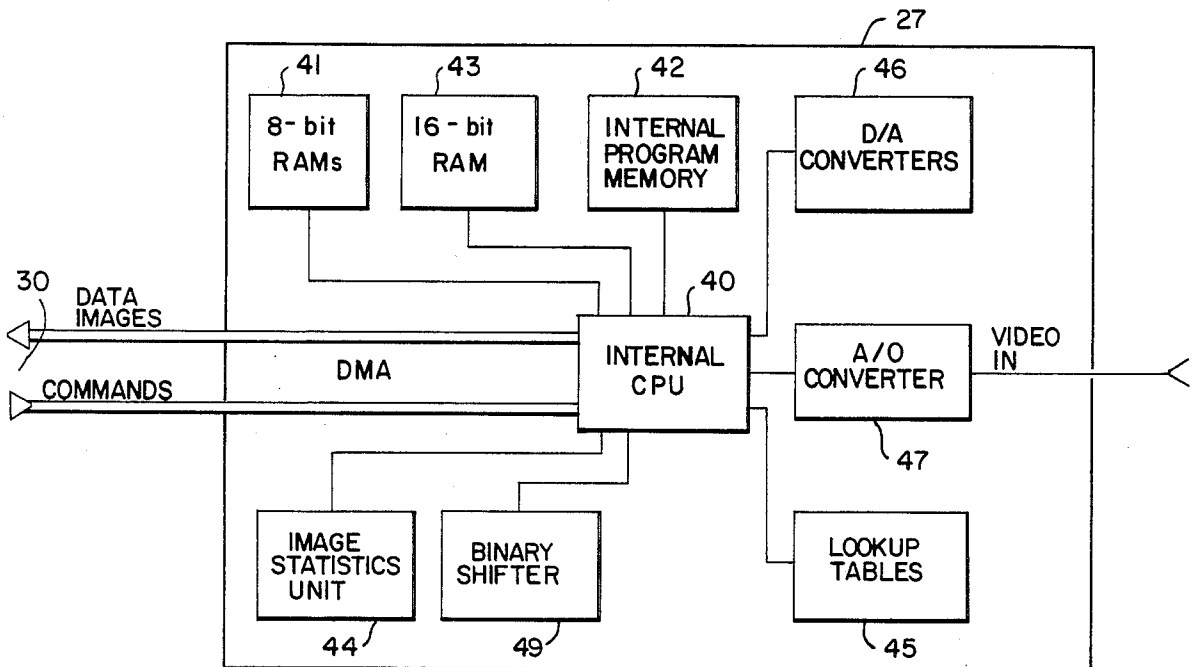 27
41
43
42
46
8-bit
RAMs
16-bit
RAM
INTERNAL
PROGRAM
MEMORY
D/A
CONVERTERS
30
DATA
IMAGES
40
INTERNAL
CPU
A/O
CONVERTER
VIDEO
IN
DMA
COMMANDS
47
IMAGE
STATISTICS
UNIT
BINARY
SHIFTER
LOOKUP
TABLES
44
49
45